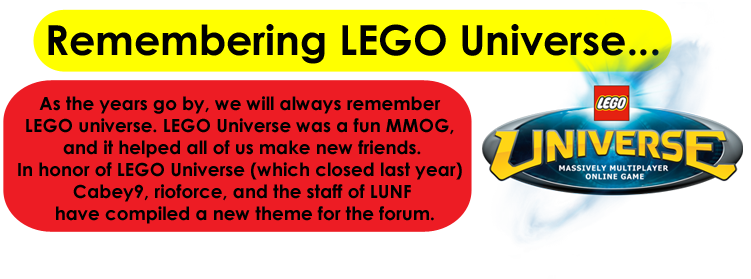 Remembering LEGO Universe...
As the years go by, we will always remember
LEGO universe. LEGO Universe was a fun MMOG,
and it helped all of us make new friends.
In honor of LEGO Universe (which closed last year)
Cabey9, rioforce, and the staff of LUNF
have compiled a new theme for the forum.
LEGO
UNIVERSE
MASSIVELY MULTIPLAYER
ONLINE GAME